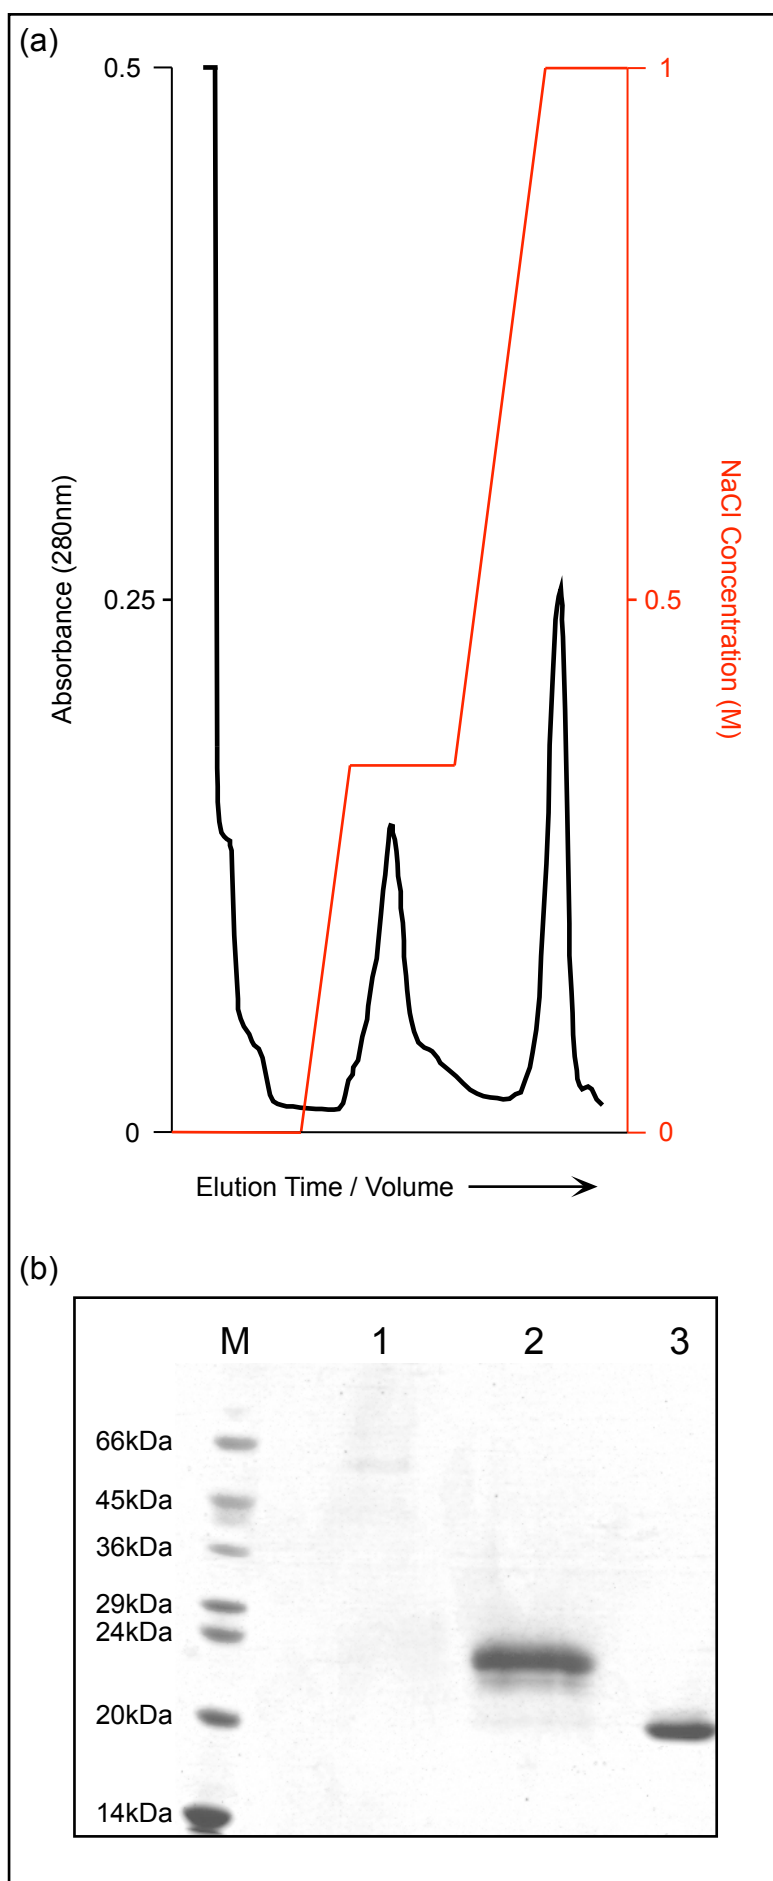 (a)
0.5
1
Absorbance (280nm)
0.25
0.5
NaCl Concentration (M)
0
0
Elution Time / Volume
(b)
M 1 2 3
66kDa
45kDa
36kDa
29kDa
24kDa
20kDa
14kDa